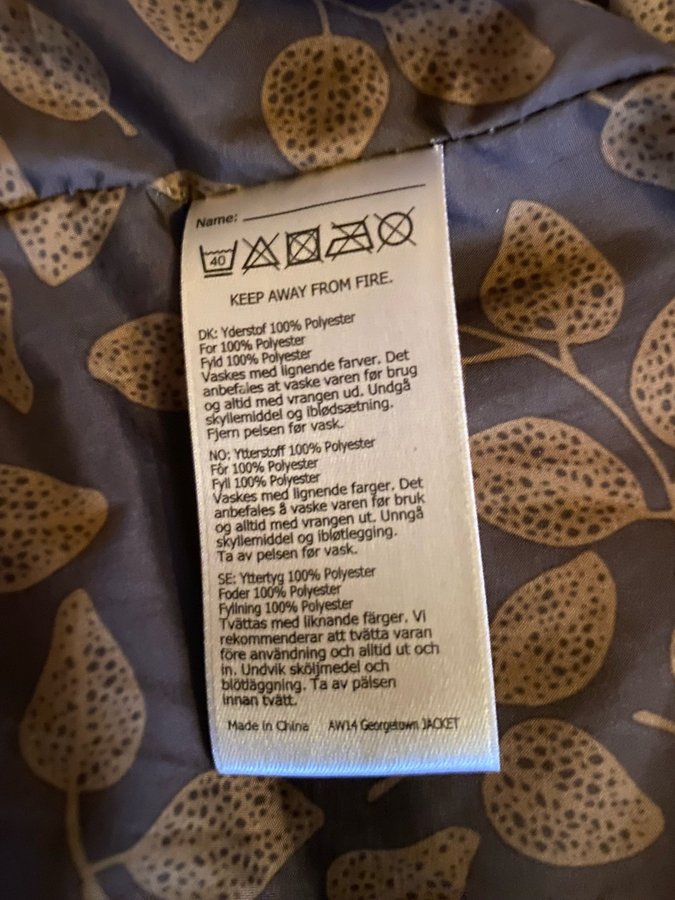 Name:
40
KEEP AWAY FROM FIRE.
DK: Yderstof 100% Polyester
For 100% Polyester
Fyld 100% Polyester
Vaskes med lignende farver. Det
anbefales at vaske varen før brug
og altid med vrangen ud. Undgå
skyllemiddel og iblødsætning.
Fjern pelsen før vask.
NO: Ytterstoff 100% Polyester
Fôr 100% Polyester
Fyll 100% Polyester
Vaskes med lignende farger. Det
anbefales å vaske varen før bruk
og alltid med vrangen ut. Unngå
skyllemiddel og ibløtlegging.
Ta av pelsen før vask.
SE: Yttertyg 100% Polyester
Foder 100% Polyester
Fyllning 100% Polyester
Tvättas med liknande färger. Vi
rekommenderar att tvätta varan
före användning och alltid ut och
in. Undvik sköljmedel och
blötläggning. Ta av pälsen
innan tvätt.
Made in China AW14 Georgetown JACKET